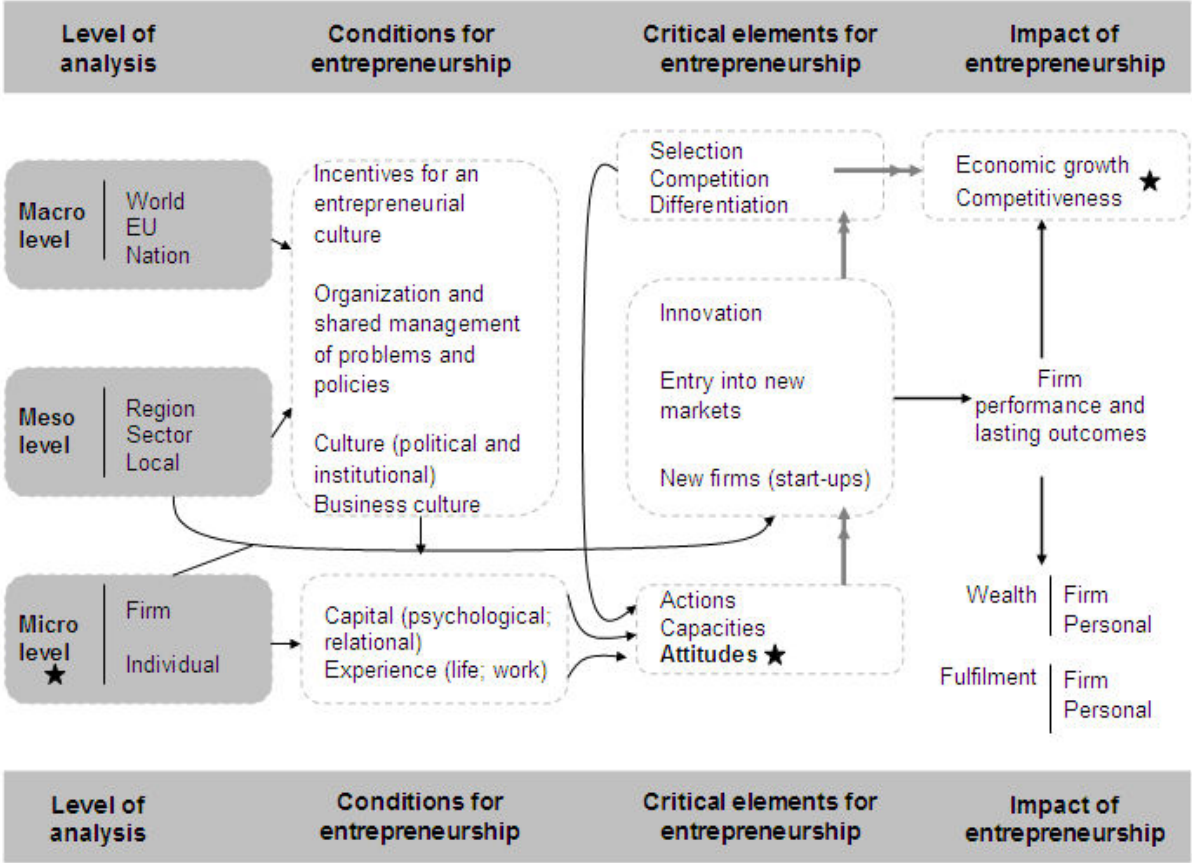 Level of
analysis
Conditions for
entrepreneurship
Critical elements for
entrepreneurship
Impact of
entrepreneurship
Macro
level
World
EU
Nation
Incentives for an
entrepreneurial
culture
Organization and
shared management
of problems and
policies
Culture (political and
institutional)
Business culture
Selection
Competition
Differentiation
Economic growth
Competitiveness
Meso
level
Region
Sector
Local
Innovation
Entry into new
markets
New firms (start-ups)
Firm
performance and
lasting outcomes
Micro
level
Firm
Individual
Capital (psychological;
relational)
Experience (life; work)
Actions
Capacities
Attitudes
Wealth
Firm
Personal
Fulfilment
Firm
Personal
Level of
analysis
Conditions for
entrepreneurship
Critical elements for
entrepreneurship
Impact of
entrepreneurship